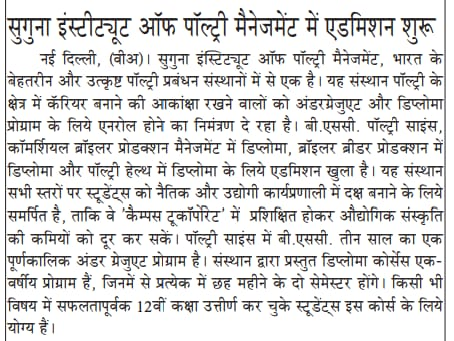 सुगुना इंस्टीट्यूट ऑफ पॉल्ट्री मैनेजमेंट में एडमिशन शुरू
नई दिल्ली, (बीअ)। सुगुना इंस्टिट्यूट ऑफ पॉल्ट्री मैनेजमेंट, भारत के
बेहतरीन और उत्कृष्ट पॉल्ट्री प्रबंधन संस्थानों में से एक है। यह संस्थान पॉल्ट्री के
क्षेत्र में कॅरियर बनाने की आकांक्षा रखने वालों को अंडरग्रेजुएट और डिप्लोमा
प्रोग्राम के लिये एनरोल होने का निमंत्रण दे रहा है। बी.एससी. पॉल्ट्री साइंस,
कॉमर्शियल ब्रॉइलर प्रोडक्शन मैनेजमेंट में डिप्लोमा, ब्रॉइलर ब्रीडर प्रोडक्शन में
डिप्लोमा और पॉल्ट्री हेल्थ में डिप्लोमा के लिये एडमिशन खुला है। यह संस्थान
सभी स्तरों पर स्टूडेंट्स को नैतिक और उद्योगी कार्यप्रणाली में दक्ष बनाने के लिये
समर्पित है, ताकि वे 'कैम्पस टूकॉर्पोरेट' में प्रशिक्षित होकर औद्योगिक संस्कृति
की कमियों को दूर कर सकें। पॉल्ट्री साइंस में बी.एससी. तीन साल का एक
पूर्णकालिक अंडर ग्रेजुएट प्रोग्राम है। संस्थान द्वारा प्रस्तुत डिप्लोमा कोर्सेस एक-
वर्षीय प्रोग्राम हैं, जिनमें से प्रत्येक में छह महीने के दो सेमेस्टर होंगे। किसी भी
विषय में सफलतापूर्वक 12वीं कक्षा उत्तीर्ण कर चुके स्टूडेंट्स इस कोर्स के लिये
योग्य हैं।